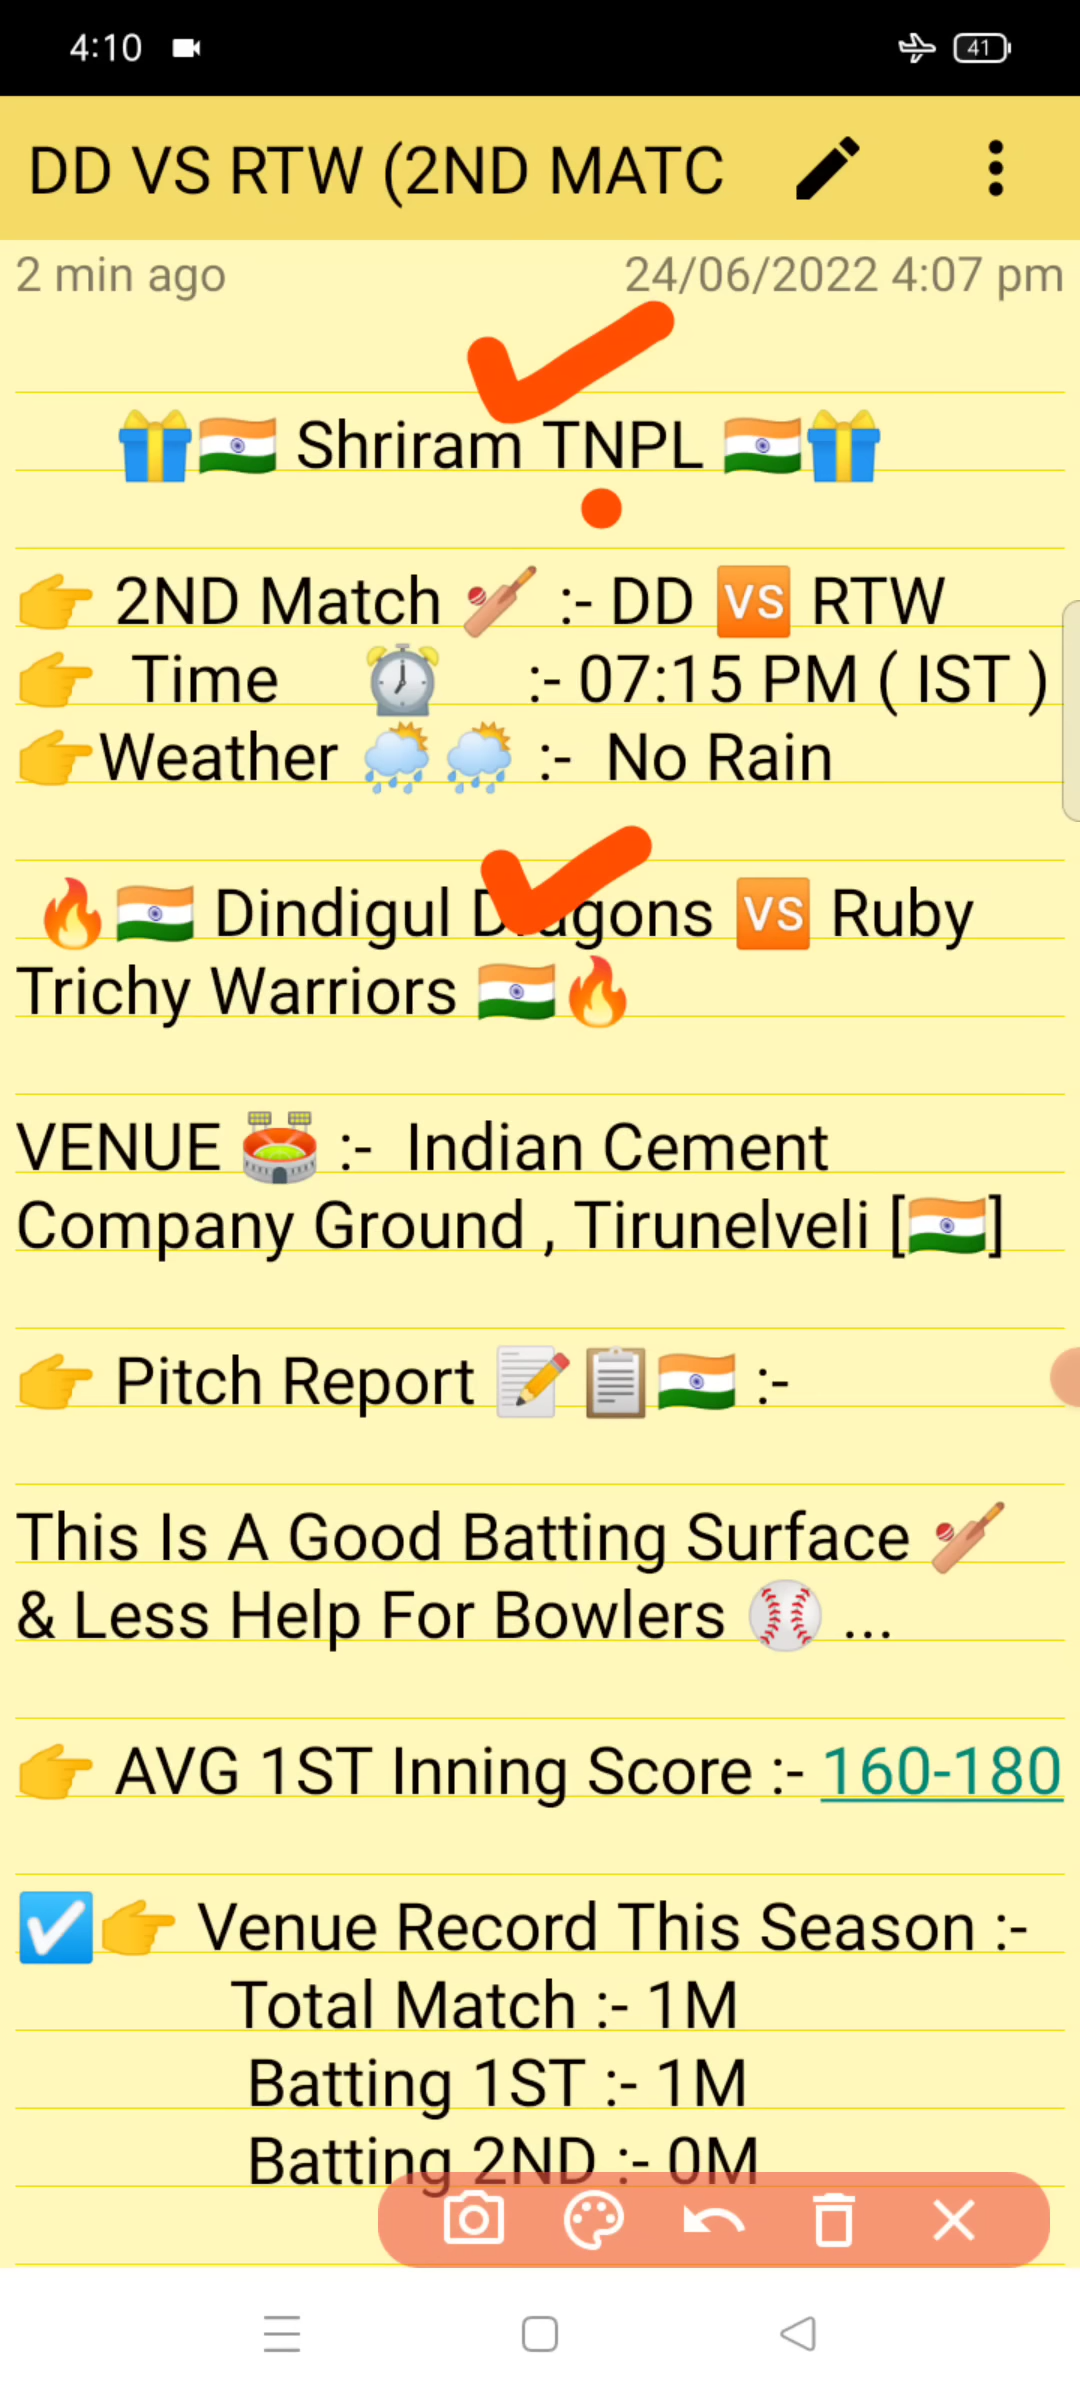 4:10
41
DD VS RTW (2ND MATC
2 min ago 24/06/2022 4:07 pm
🎁🇮🇳 Shriram TNPL 🇮🇳🎁
👉 2ND Match 🏏 :- DD 🆚 RTW
👉 Time ⏰ :- 07:15 PM ( IST )
👉Weather 🌦️🌦️ :- No Rain
🔥🇮🇳 Dindigul Dragons 🆚 Ruby
Trichy Warriors 🇮🇳🔥
VENUE 🏟️ :- Indian Cement
Company Ground , Tirunelveli [🇮🇳]
👉 Pitch Report 📝📋🇮🇳 :-
This Is A Good Batting Surface 🏏
& Less Help For Bowlers ⚾ ...
👉 AVG 1ST Inning Score :- 160-180
☑️👉 Venue Record This Season :-
Total Match :- 1M
Batting 1ST :- 1M
Batting 2ND :- 0M